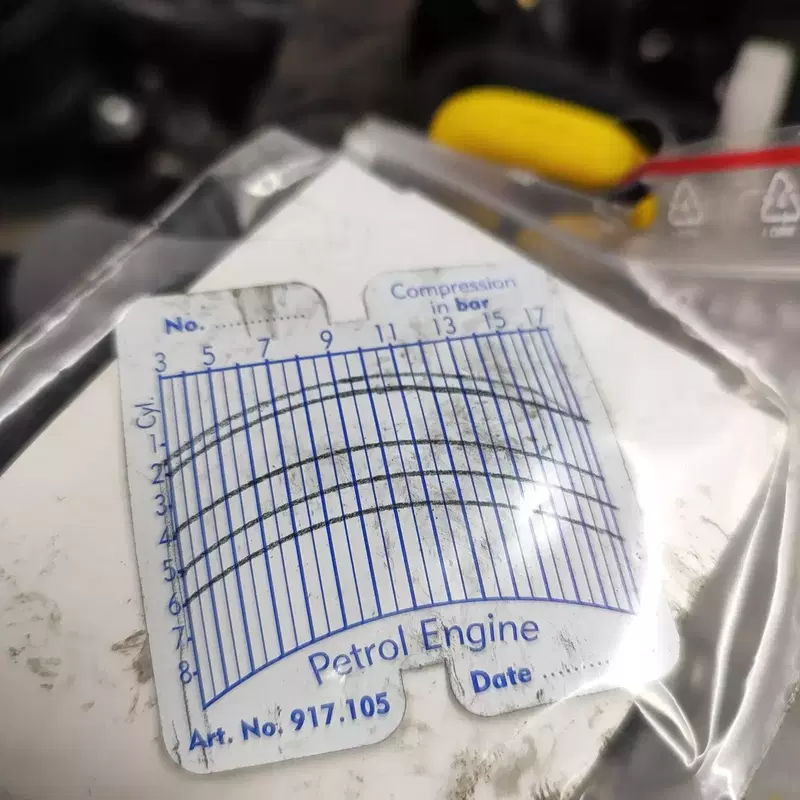 No. ............
Compression
in bar
3 5 7 9 11 13 15 17
Cyl.
1
2
3
4
5
6
7
8
Petrol Engine
Art. No. 917.105
Date .........